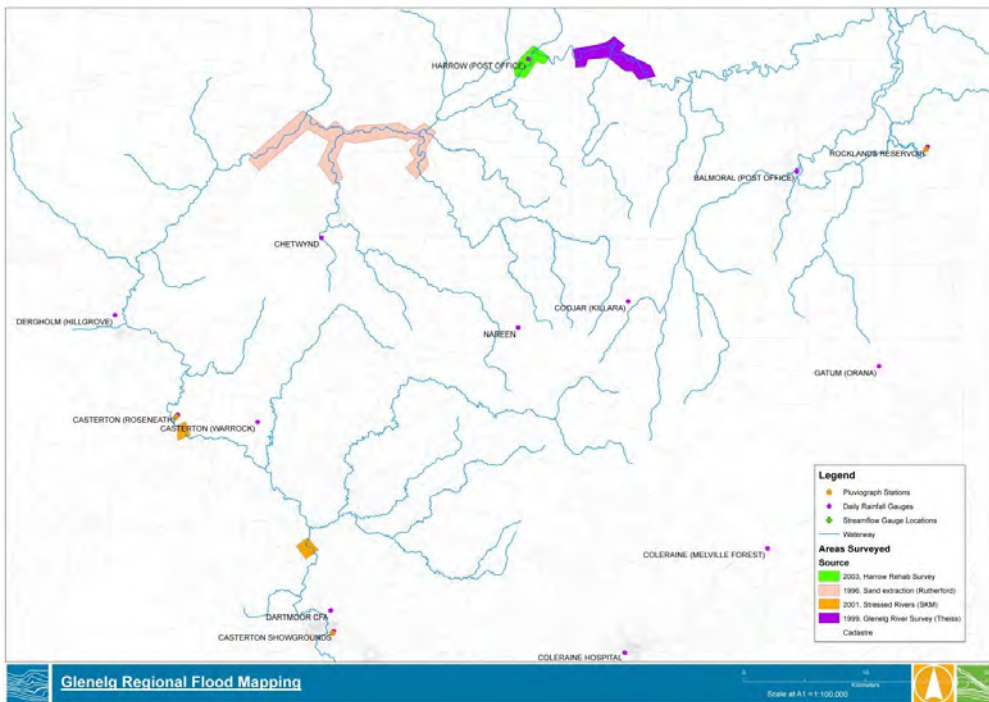 HARROW (POST OFFICE)
ROCKLANDS RESERVOIR
BALMORAL (POST OFFICE)
CHETWYND
COOJAR (KILLARA)
DERGHOLM (HILLGROVE)
NAREEN
GATUM (ORANA)
CASTERTON (ROSENEATH)
CASTERTON (WARROCK)
COLERAINE (MELVILLE FOREST)
DARTMOOR CFA
CASTERTON SHOWGROUNDS
COLERAINE HOSPITAL
Legend
Pluviograph Stations
Daily Rainfall Gauges
Streamflow Gauge Locations
Waterway
Areas Surveyed
Source
2003, Harrow Rehab Survey
1996, Sand extraction (Rutherford)
2001, Stressed Rivers (SKM)
1999, Glenelg River Survey (Theiss)
Cadastre
Glenelg Regional Flood Mapping
Kilometers
Scale at A1 = 1:100,000